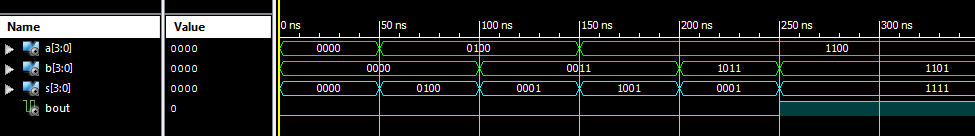 Name Value 0 ns 50 ns 100 ns 150 ns 200 ns 250 ns 300 ns
a[3:0] 0000 0000 0100 1100
b[3:0] 0000 0000 0011 1011 1101
s[3:0] 0000 0000 0100 0001 1001 0001 1111
bout 0